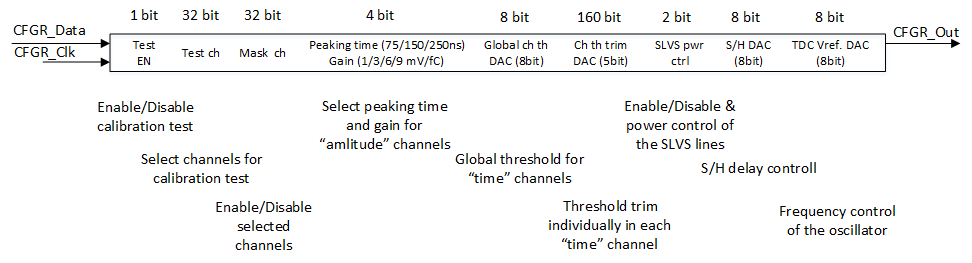 1 bit
32 bit
32 bit
4 bit
8 bit
160 bit
2 bit
8 bit
8 bit
CFGR_Data
CFGR_Clk
CFGR_Out
Test
EN
Test ch
Mask ch
Peaking time (75/150/250ns)
Gain (1/3/6/9 mV/fC)
Global ch th
DAC (8bit)
Ch th trim
DAC (5bit)
SLVS pwr
ctrl
S/H DAC
(8bit)
TDC Vref. DAC
(8bit)
Enable/Disable
calibration test
Select peaking time
and gain for
“amlitude” channels
Enable/Disable &
power control of
the SLVS lines
Select channels for
calibration test
Global threshold for
“time” channels
S/H delay controll
Enable/Disable
selected
channels
Threshold trim
individually in each
“time” channel
Frequency control
of the oscillator